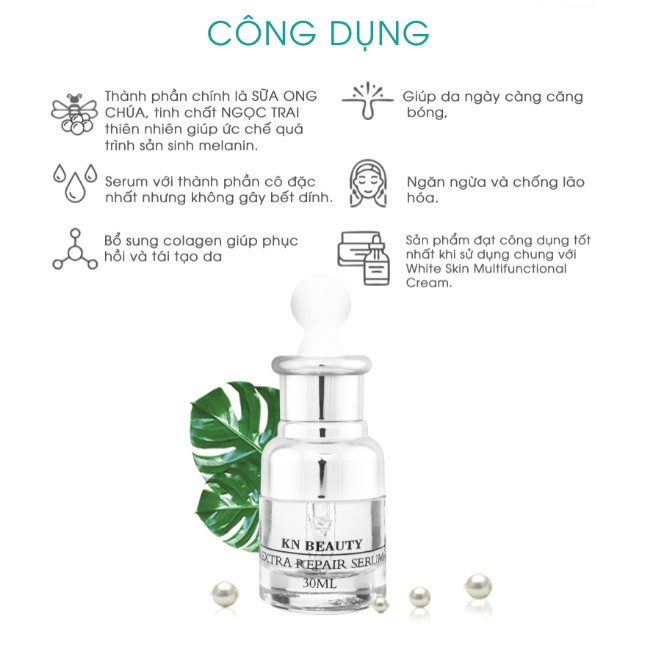 CÔNG DỤNG
Thành phần chính là SỮA ONG
CHÚA, tinh chất NGỌC TRAI
thiên nhiên giúp ức chế quá
trình sản sinh melanin.
Serum với thành phần cô đặc
nhất nhưng không gây bết dính.
Bổ sung colagen giúp phục
hồi và tái tạo da
Giúp da ngày càng căng
bóng,
Ngăn ngừa và chống lão
hóa.
Sản phẩm đạt công dụng tốt
nhất khi sử dụng chung với
White Skin Multifunctional
Cream.
KN BEAUTY
EXTRA REPAIR SERUM
30ML